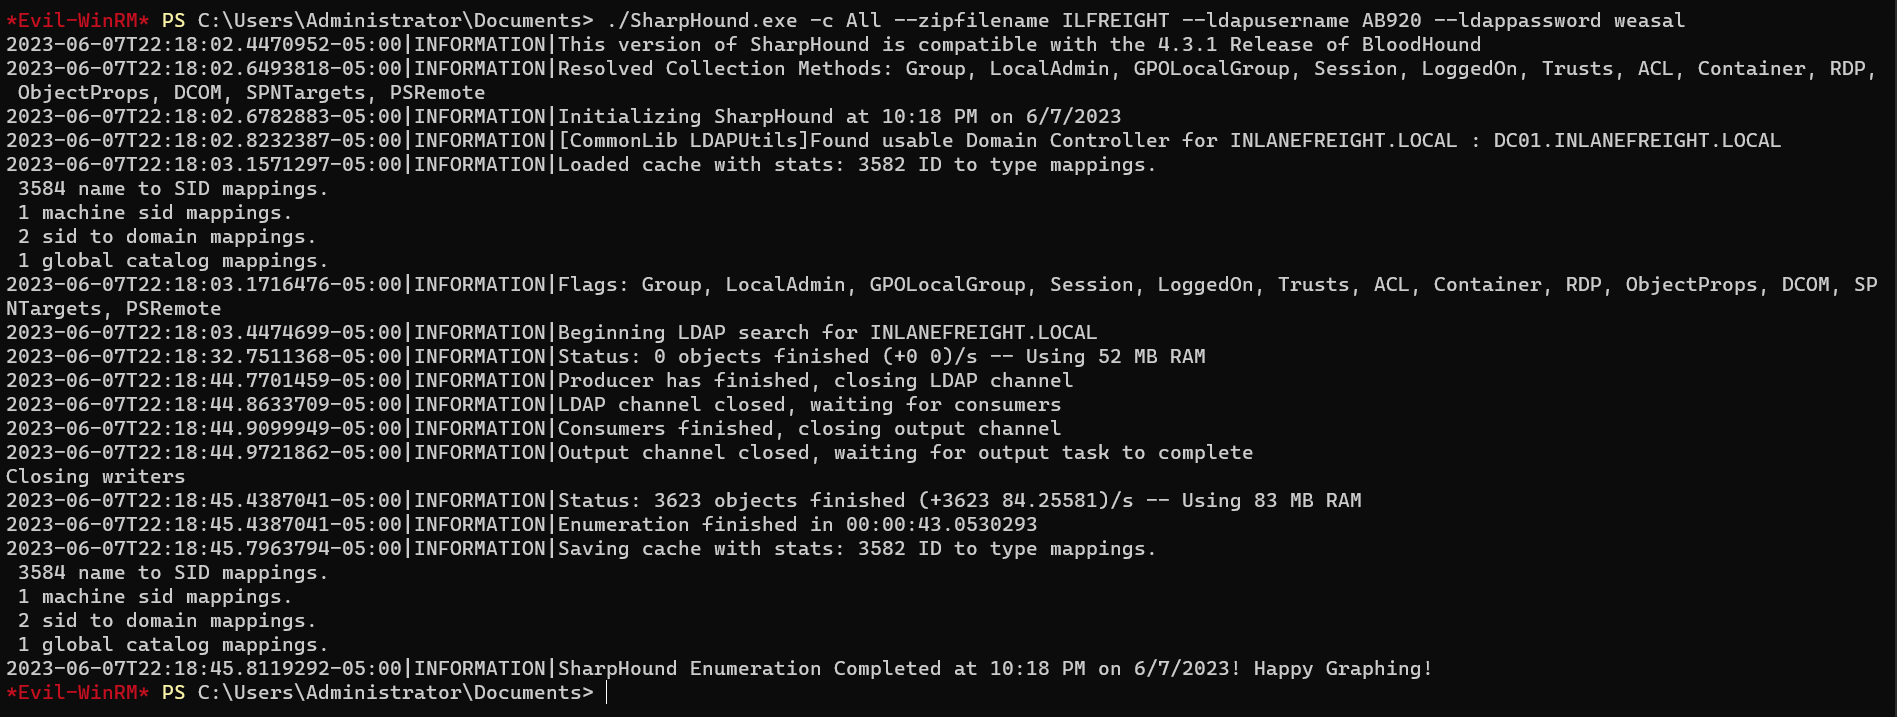 *Evil-WinRM* PS C:\Users\Administrator\Documents> ./SharpHound.exe -c All --zipfilename ILFREIGHT --ldapusername AB920 --ldappassword weasal
2023-06-07T22:18:02.4470952-05:00|INFORMATION|This version of SharpHound is compatible with the 4.3.1 Release of BloodHound
2023-06-07T22:18:02.6493818-05:00|INFORMATION|Resolved Collection Methods: Group, LocalAdmin, GPOLocalGroup, Session, LoggedOn, Trusts, ACL, Container, RDP,
 ObjectProps, DCOM, SPNTargets, PSRemote
2023-06-07T22:18:02.6782883-05:00|INFORMATION|Initializing SharpHound at 10:18 PM on 6/7/2023
2023-06-07T22:18:02.8232387-05:00|INFORMATION|[CommonLib LDAPUtils]Found usable Domain Controller for INLANEFREIGHT.LOCAL : DC01.INLANEFREIGHT.LOCAL
2023-06-07T22:18:03.1571297-05:00|INFORMATION|Loaded cache with stats: 3582 ID to type mappings.
 3584 name to SID mappings.
 1 machine sid mappings.
 2 sid to domain mappings.
 1 global catalog mappings.
2023-06-07T22:18:03.1716476-05:00|INFORMATION|Flags: Group, LocalAdmin, GPOLocalGroup, Session, LoggedOn, Trusts, ACL, Container, RDP, ObjectProps, DCOM, SP
NTargets, PSRemote
2023-06-07T22:18:03.4474699-05:00|INFORMATION|Beginning LDAP search for INLANEFREIGHT.LOCAL
2023-06-07T22:18:32.7511368-05:00|INFORMATION|Status: 0 objects finished (+0 0)/s -- Using 52 MB RAM
2023-06-07T22:18:44.7701459-05:00|INFORMATION|Producer has finished, closing LDAP channel
2023-06-07T22:18:44.8633709-05:00|INFORMATION|LDAP channel closed, waiting for consumers
2023-06-07T22:18:44.9099949-05:00|INFORMATION|Consumers finished, closing output channel
2023-06-07T22:18:44.9721862-05:00|INFORMATION|Output channel closed, waiting for output task to complete
Closing writers
2023-06-07T22:18:45.4387041-05:00|INFORMATION|Status: 3623 objects finished (+3623 84.25581)/s -- Using 83 MB RAM
2023-06-07T22:18:45.4387041-05:00|INFORMATION|Enumeration finished in 00:00:43.0530293
2023-06-07T22:18:45.7963794-05:00|INFORMATION|Saving cache with stats: 3582 ID to type mappings.
 3584 name to SID mappings.
 1 machine sid mappings.
 2 sid to domain mappings.
 1 global catalog mappings.
2023-06-07T22:18:45.8119292-05:00|INFORMATION|SharpHound Enumeration Completed at 10:18 PM on 6/7/2023! Happy Graphing!
*Evil-WinRM* PS C:\Users\Administrator\Documents>